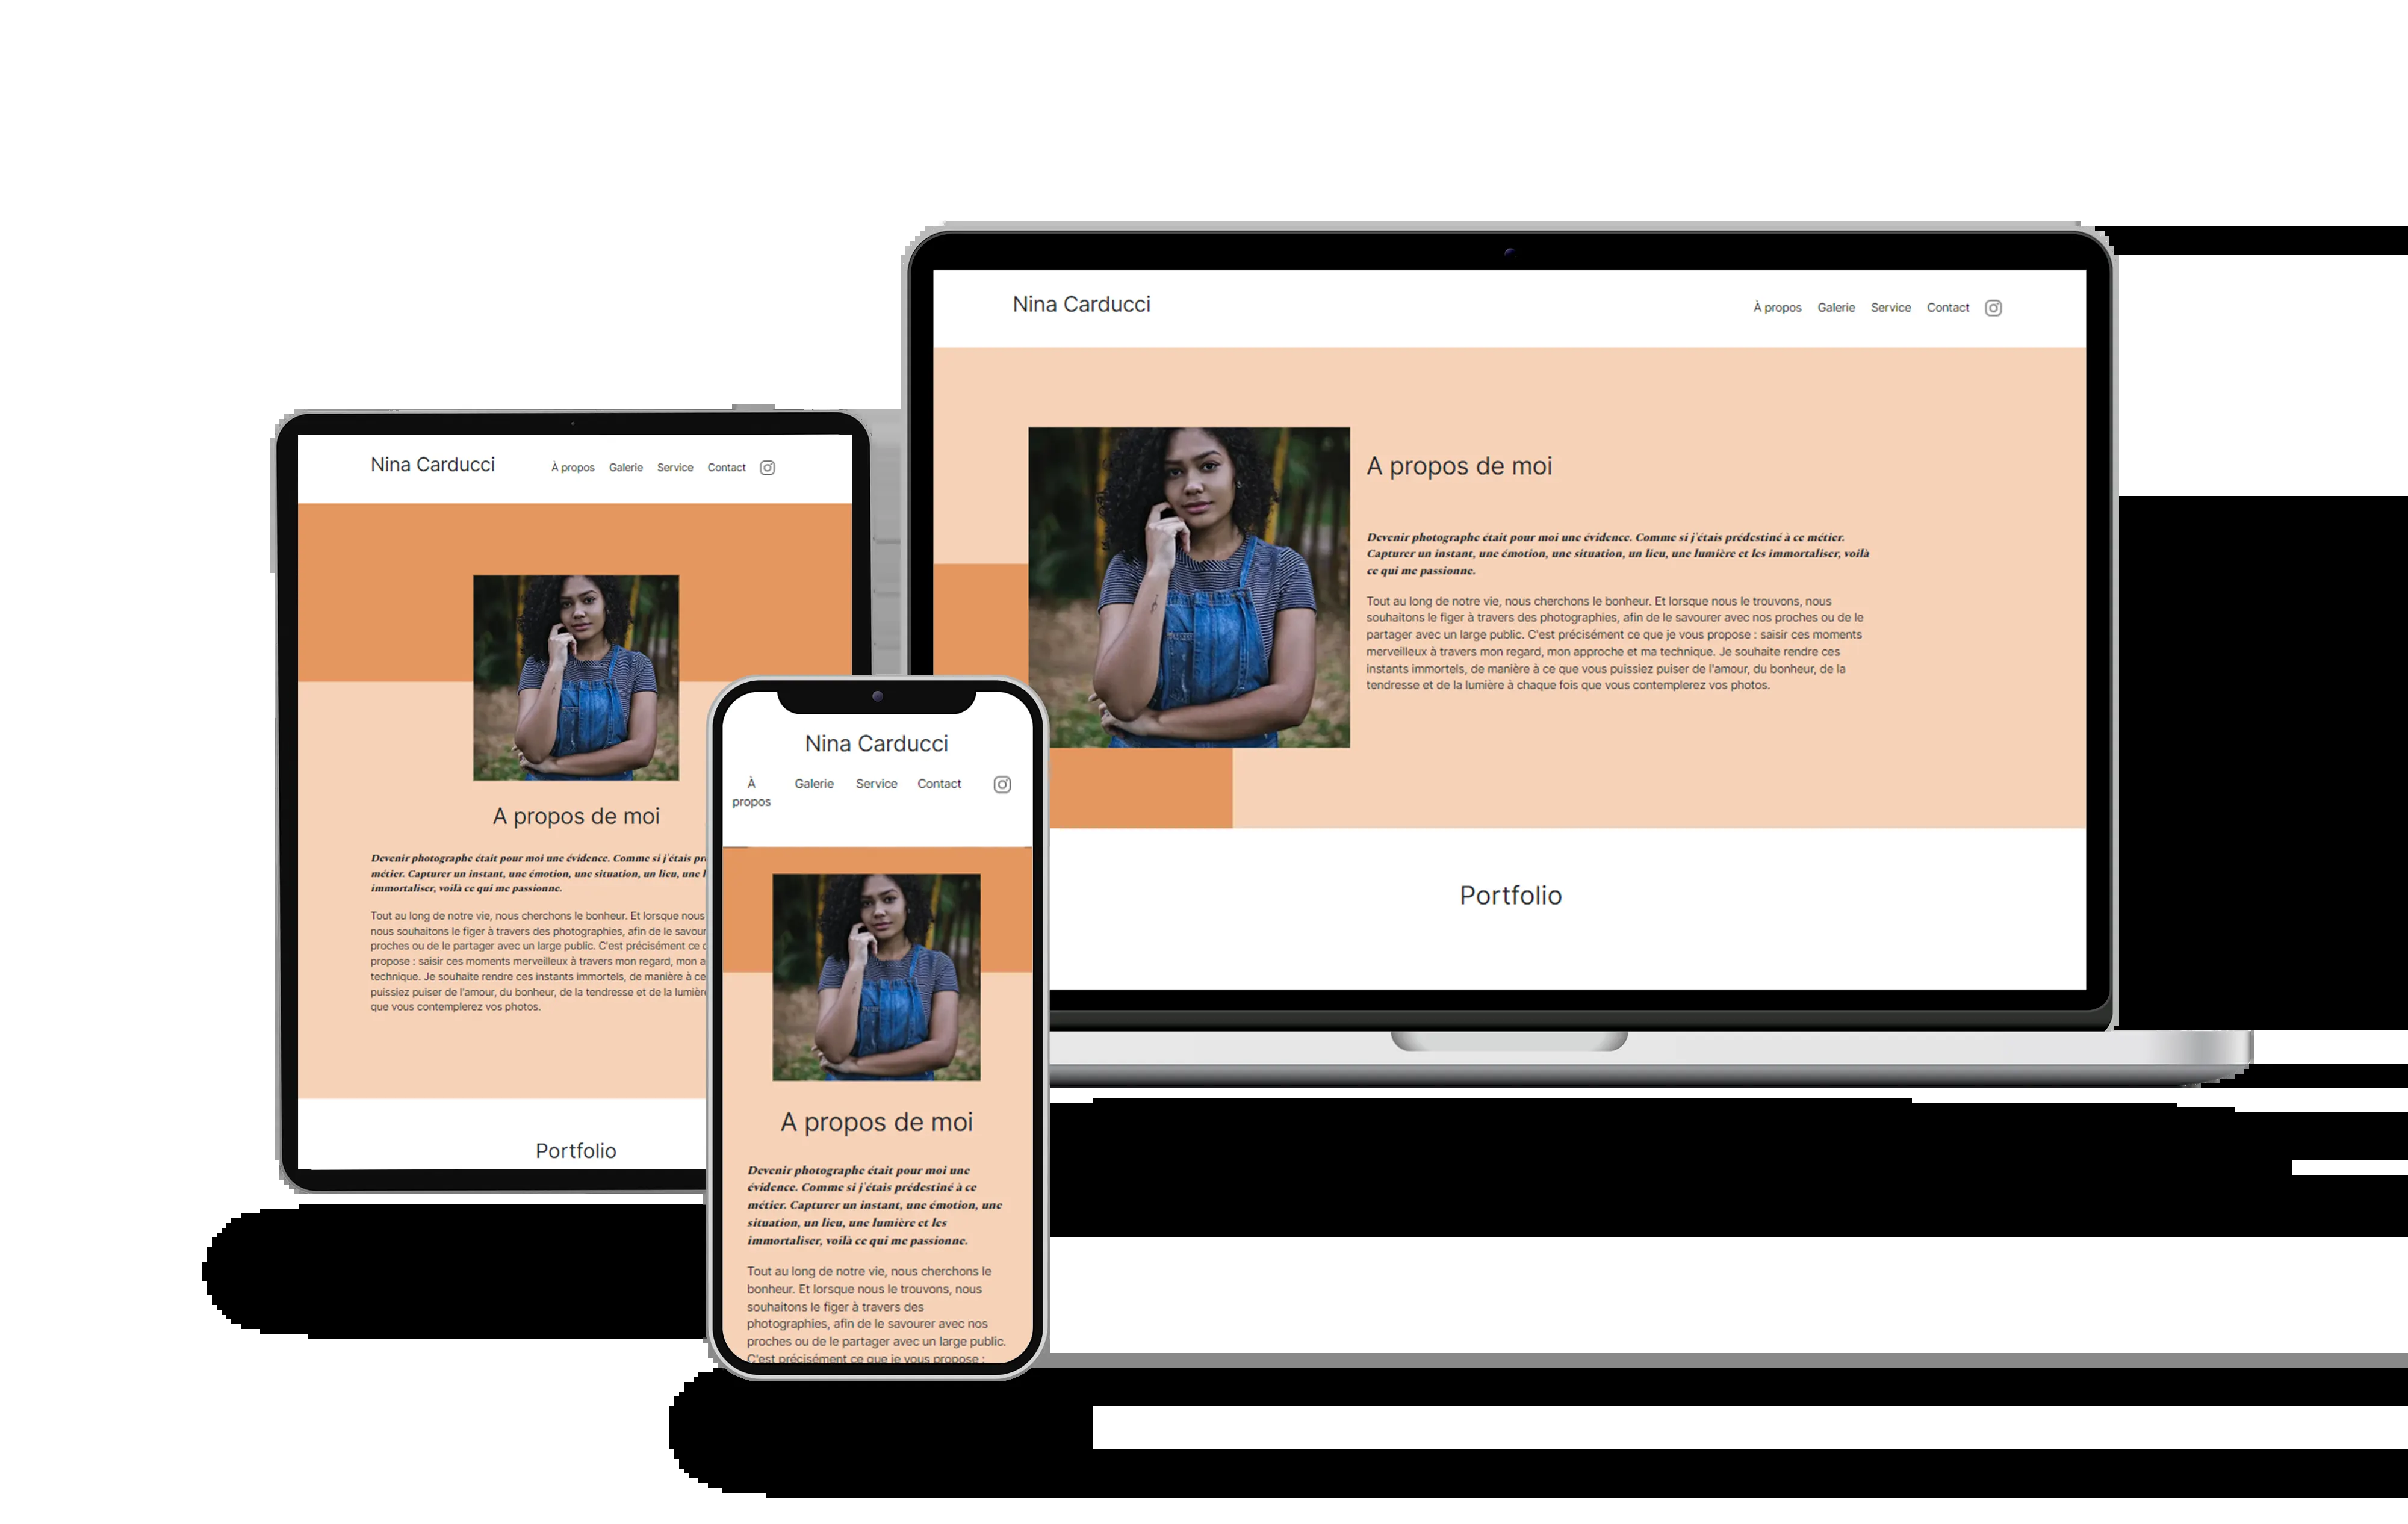 Nina Carducci
À propos Galerie Service Contact
A propos de moi
Devenir photographe était pour moi une évidence. Comme si j'étais prédestiné à ce métier.
Capturer un instant, une émotion, une situation, un lieu, une lumière et les immortaliser, voilà
ce qui me passionne.
Tout au long de notre vie, nous cherchons le bonheur. Et lorsque nous le trouvons, nous
souhaitons le figer à travers des photographies, afin de le savourer avec nos proches ou de le
partager avec un large public. C'est précisément ce que je vous propose : saisir ces moments
merveilleux à travers mon regard, mon approche et ma technique. Je souhaite rendre ces
instants immortels, de manière à ce que vous puissiez puiser de l'amour, du bonheur, de la
tendresse et de la lumière à chaque fois que vous contemplerez vos photos.
Portfolio
Nina Carducci
À propos Galerie Service Contact
A propos de moi
Devenir photographe était pour moi une évidence. Comme si j'étais
métier. Capturer un instant, une émotion, une situation, un lieu, une
immortaliser, voilà ce qui me passionne.
Tout au long de notre vie, nous cherchons le bonheur. Et lorsque nous
nous souhaitons le figer à travers des photographies, afin de le
proches ou de le partager avec un large public. C'est précisément ce
propose : saisir ces moments merveilleux à travers mon regard, mon
technique. Je souhaite rendre ces instants immortels, de manière à ce
puissiez puiser de l'amour, du bonheur, de la tendresse et de la
que vous contemplerez vos photos.
Portfolio
Nina Carducci
À
propos Galerie Service Contact
A propos de moi
Devenir photographe était pour moi une
évidence. Comme si j'étais prédestiné à ce
métier. Capturer un instant, une émotion, une
situation, un lieu, une lumière et les
immortaliser, voilà ce qui me passionne.
Tout au long de notre vie, nous cherchons le
bonheur. Et lorsque nous le trouvons, nous
souhaitons le figer à travers des
photographies, afin de le savourer avec nos
proches ou de le partager avec un large public.
C'est précisément ce que je vous propose :